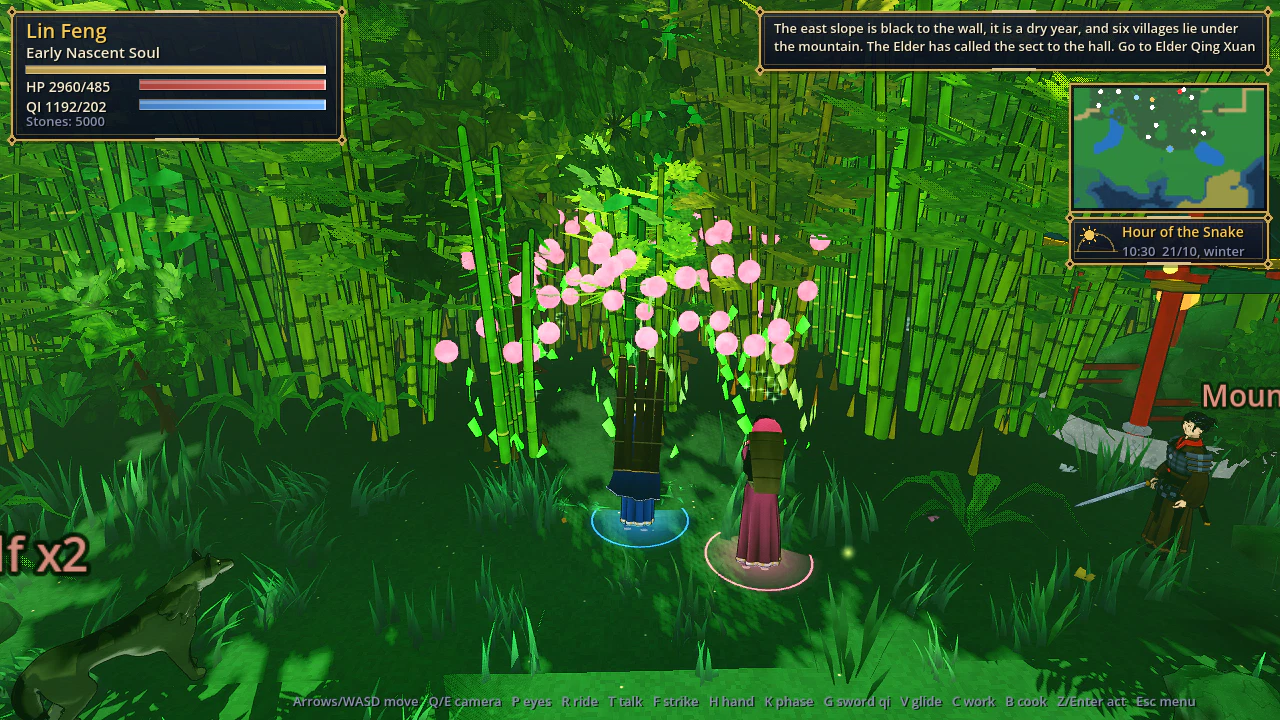 Lin Feng
Early Nascent Soul
HP 2960/485
QI 1192/202
Stones: 5000
The east slope is black to the wall, it is a dry year, and six villages lie under
the mountain. The Elder has called the sect to the hall. Go to Elder Qing Xuan
Hour of the Snake
10:30 21/10, winter
Moun
lf x2
Arrows/WASD move Q/E camera P eyes R ride T talk F strike H hand K phase G sword qi V glide C work B cook Z/Enter act Esc menu